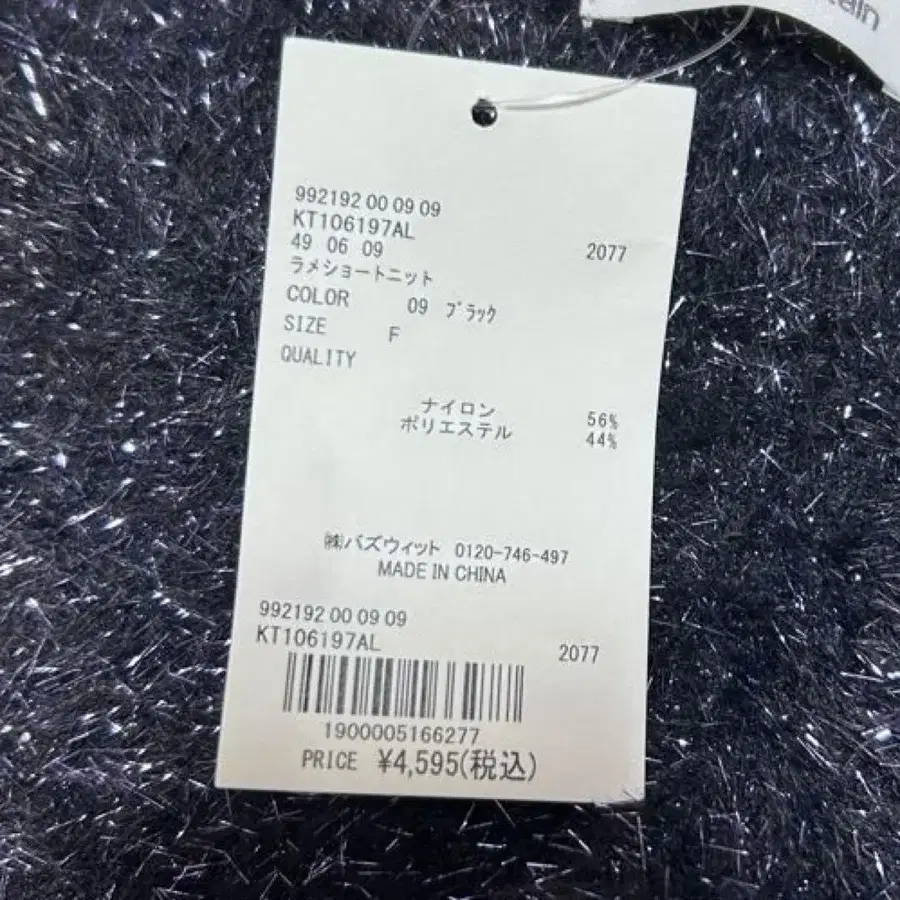 992192 00 09 09
KT106197AL
49 06 09 2077
ラメショートニット
COLOR 09 ブラック
SIZE F
QUALITY
ナイロン 56%
ポリエステル 44%
㈱バズウィット 0120-746-497
MADE IN CHINA
992192 00 09 09
KT106197AL 2077
1900005166277
PRICE ¥4,595(税込)